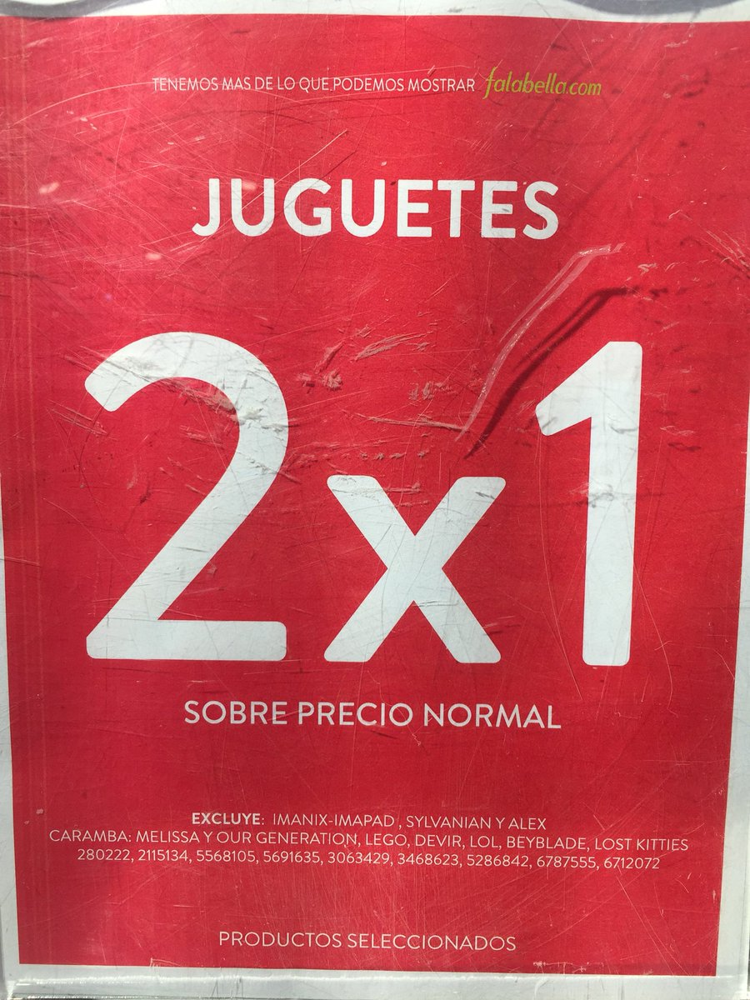 TENEMOS MAS DE LO QUE PODEMOS MOSTRAR falabella.com
JUGUETES
2x1
SOBRE PRECIO NORMAL
EXCLUYE: IMANIX-IMAPAD , SYLVANIAN Y ALEX
CARAMBA: MELISSA Y OUR GENERATION, LEGO, DEVIR, LOL, BEYBLADE, LOST KITTIES
280222, 2115134, 5568105, 5691635, 3063429, 3468623, 5286842, 6787555, 6712072
PRODUCTOS SELECCIONADOS